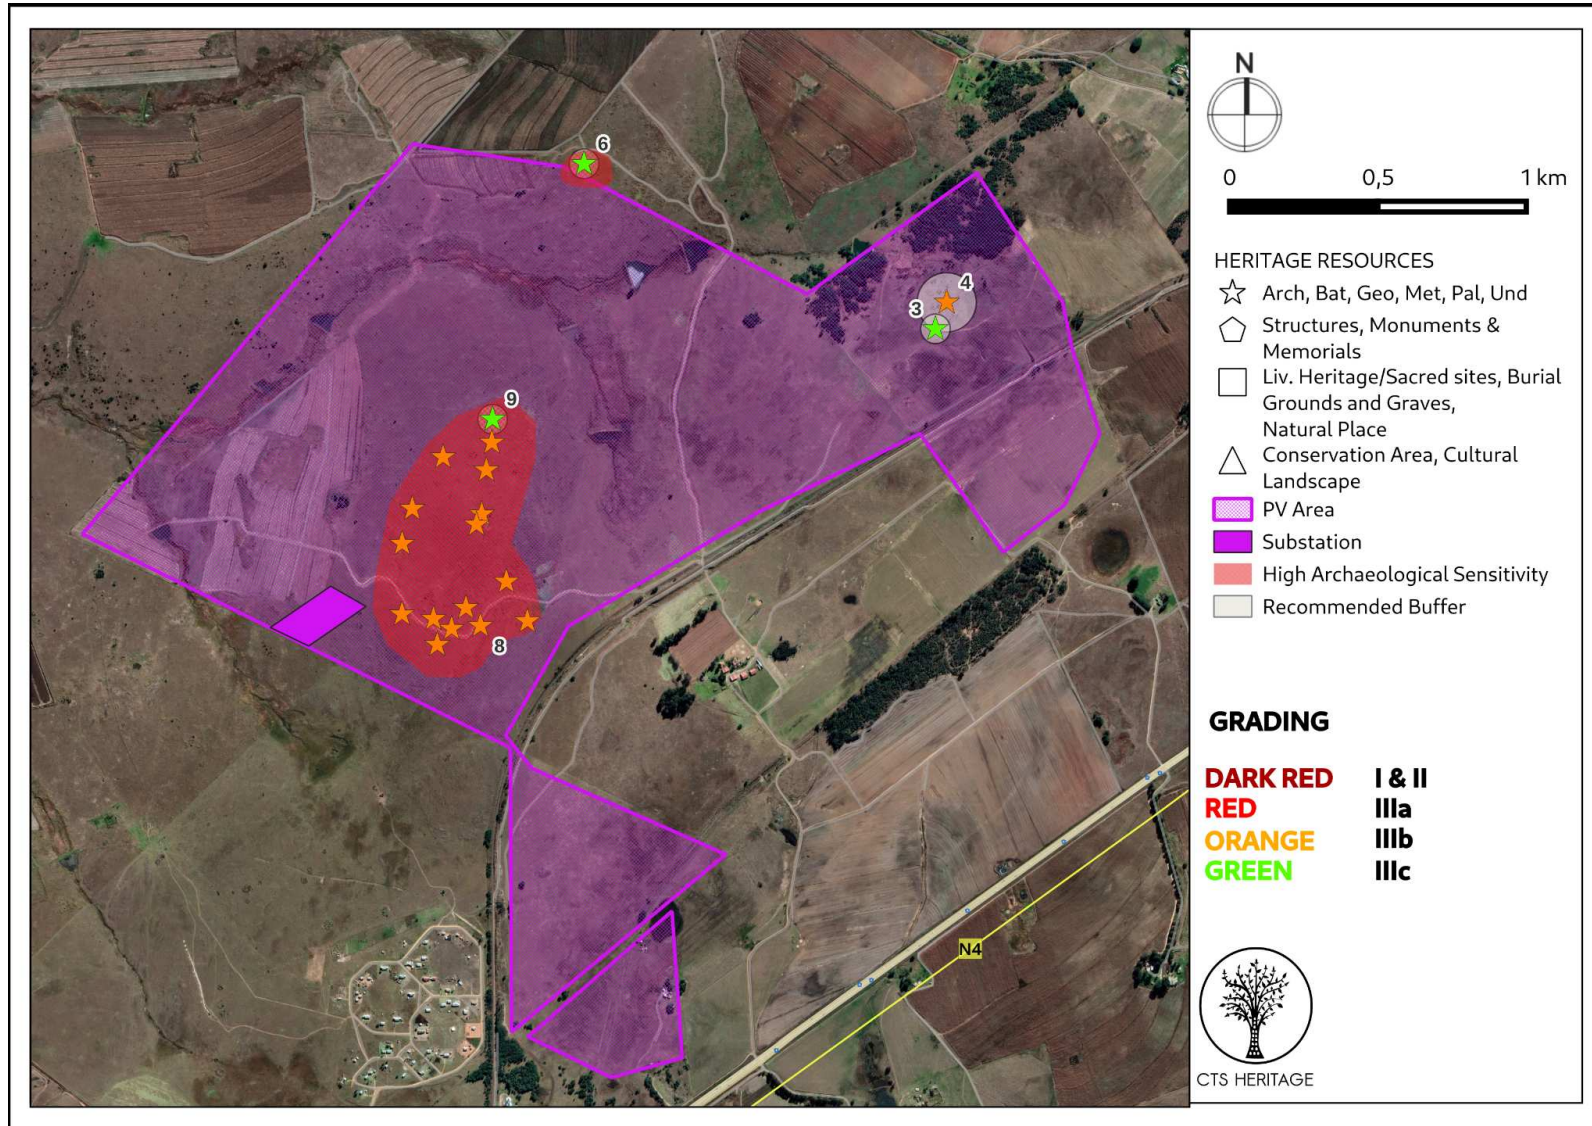 6
4
3
9
8
N4
N
0 0,5 1 km
HERITAGE RESOURCES
Arch, Bat, Geo, Met, Pal, Und
Structures, Monuments &
Memorials
Liv. Heritage/Sacred sites, Burial
Grounds and Graves,
Natural Place
Conservation Area, Cultural
Landscape
PV Area
Substation
High Archaeological Sensitivity
Recommended Buffer
GRADING
DARK RED I & II
RED IIIa
ORANGE IIIb
GREEN IIIc
CTS HERITAGE